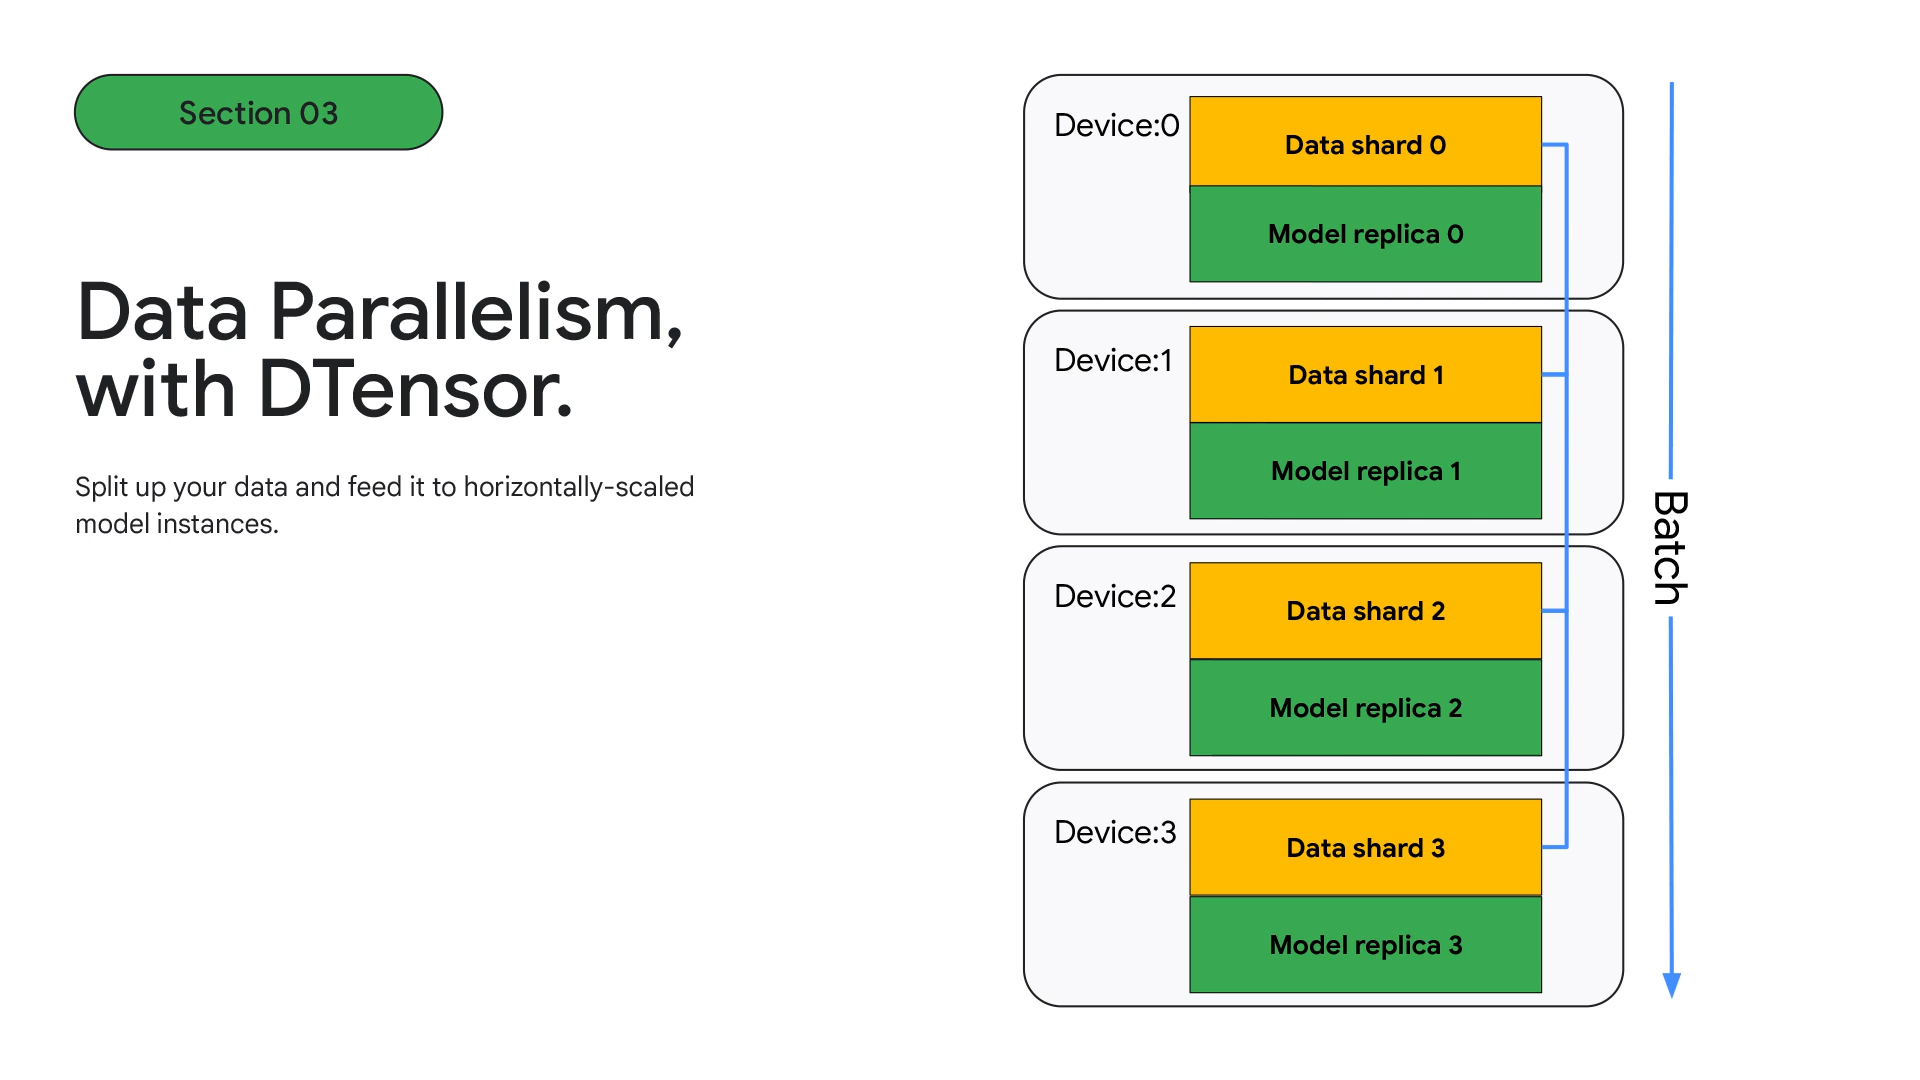 Section 03
Data Parallelism,
with DTensor.
Split up your data and feed it to horizontally-scaled
model instances.
Device:0
Data shard 0
Model replica 0
Device:1
Data shard 1
Model replica 1
Device:2
Data shard 2
Model replica 2
Device:3
Data shard 3
Model replica 3
Batch